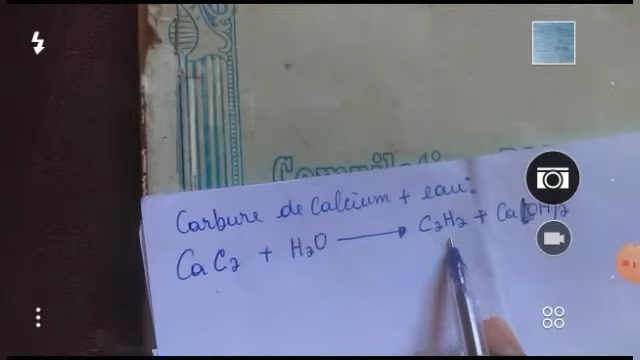 Carbure de Calcium + eau:
CaC2 + H2O → C2H2 + Ca(OH)2